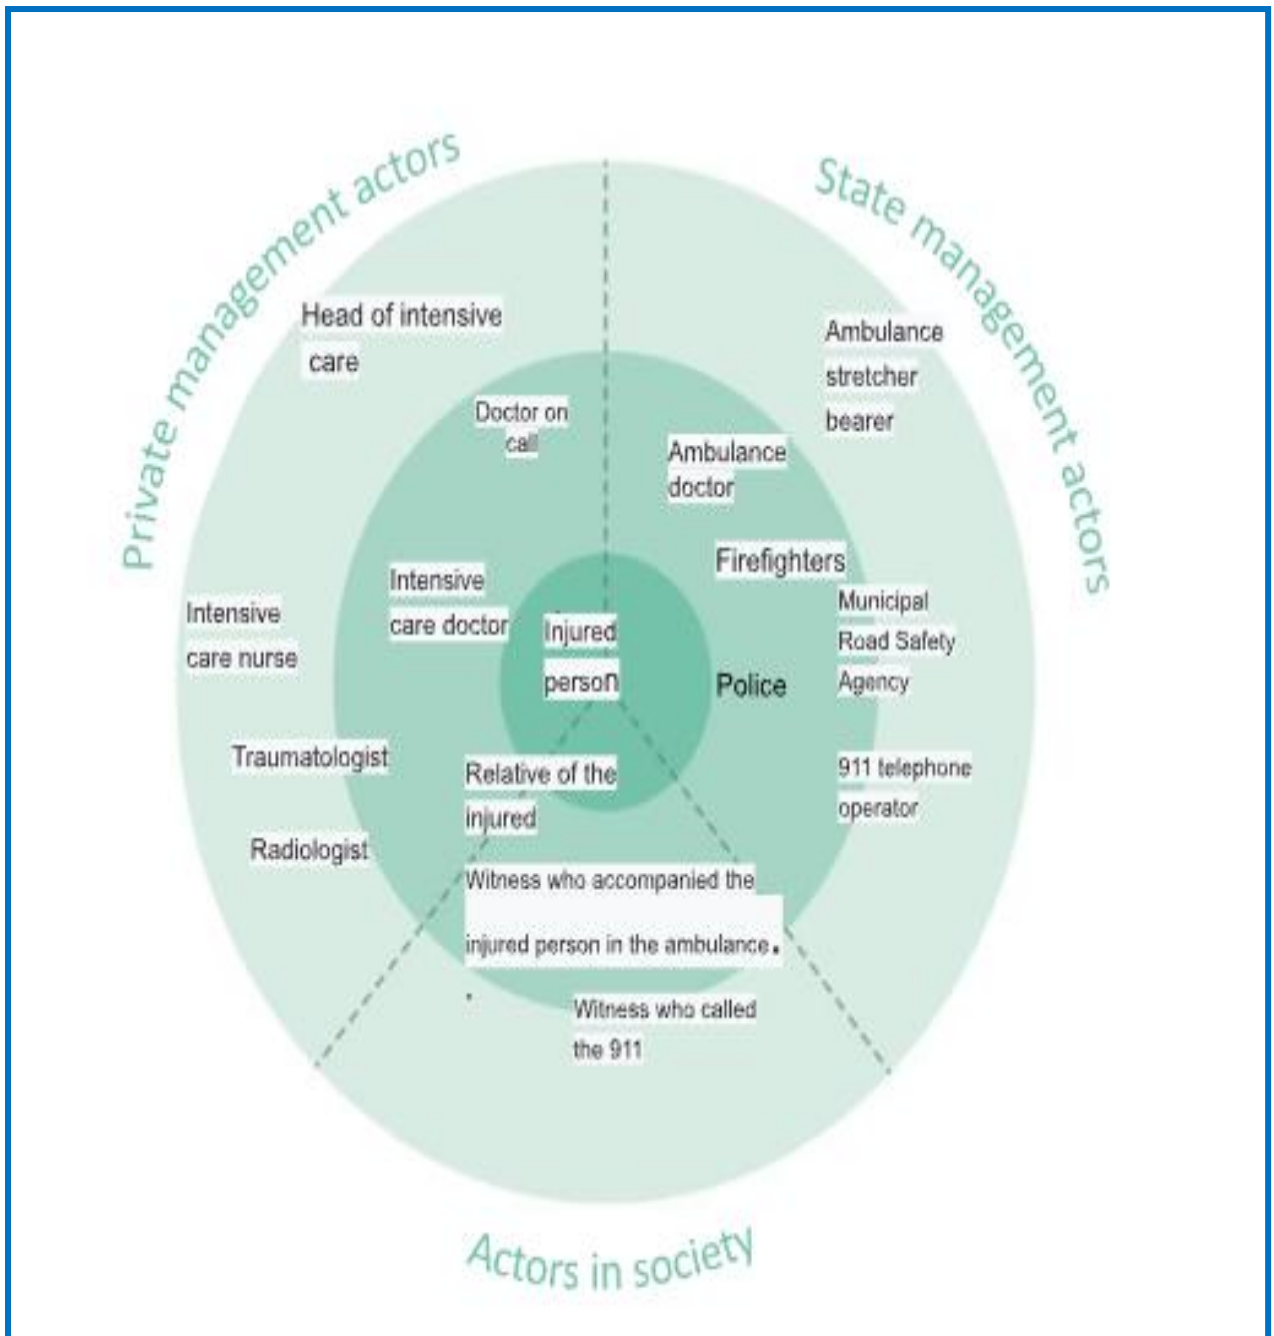 Private management actors
State management actors
Head of intensive
care
Ambulance
stretcher
bearer
Doctor on
call
Ambulance
doctor
Firefighters
Intensive
care doctor
Injured
person
Municipal
Road Safety
Agency
Intensive
care nurse
Police
Traumatologist
Relative of the
injured
911 telephone
operator
Radiologist
Witness who accompanied the
injured person in the ambulance.
.
Witness who called
the 911
Actors in society